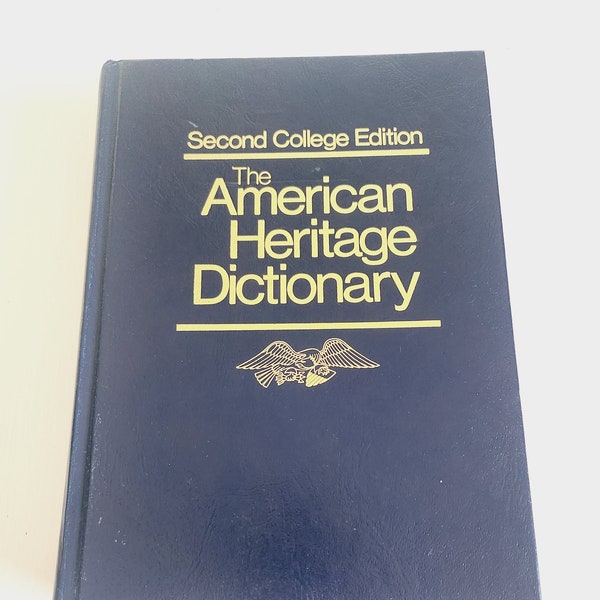 Second College Edition
The
American
Heritage
Dictionary